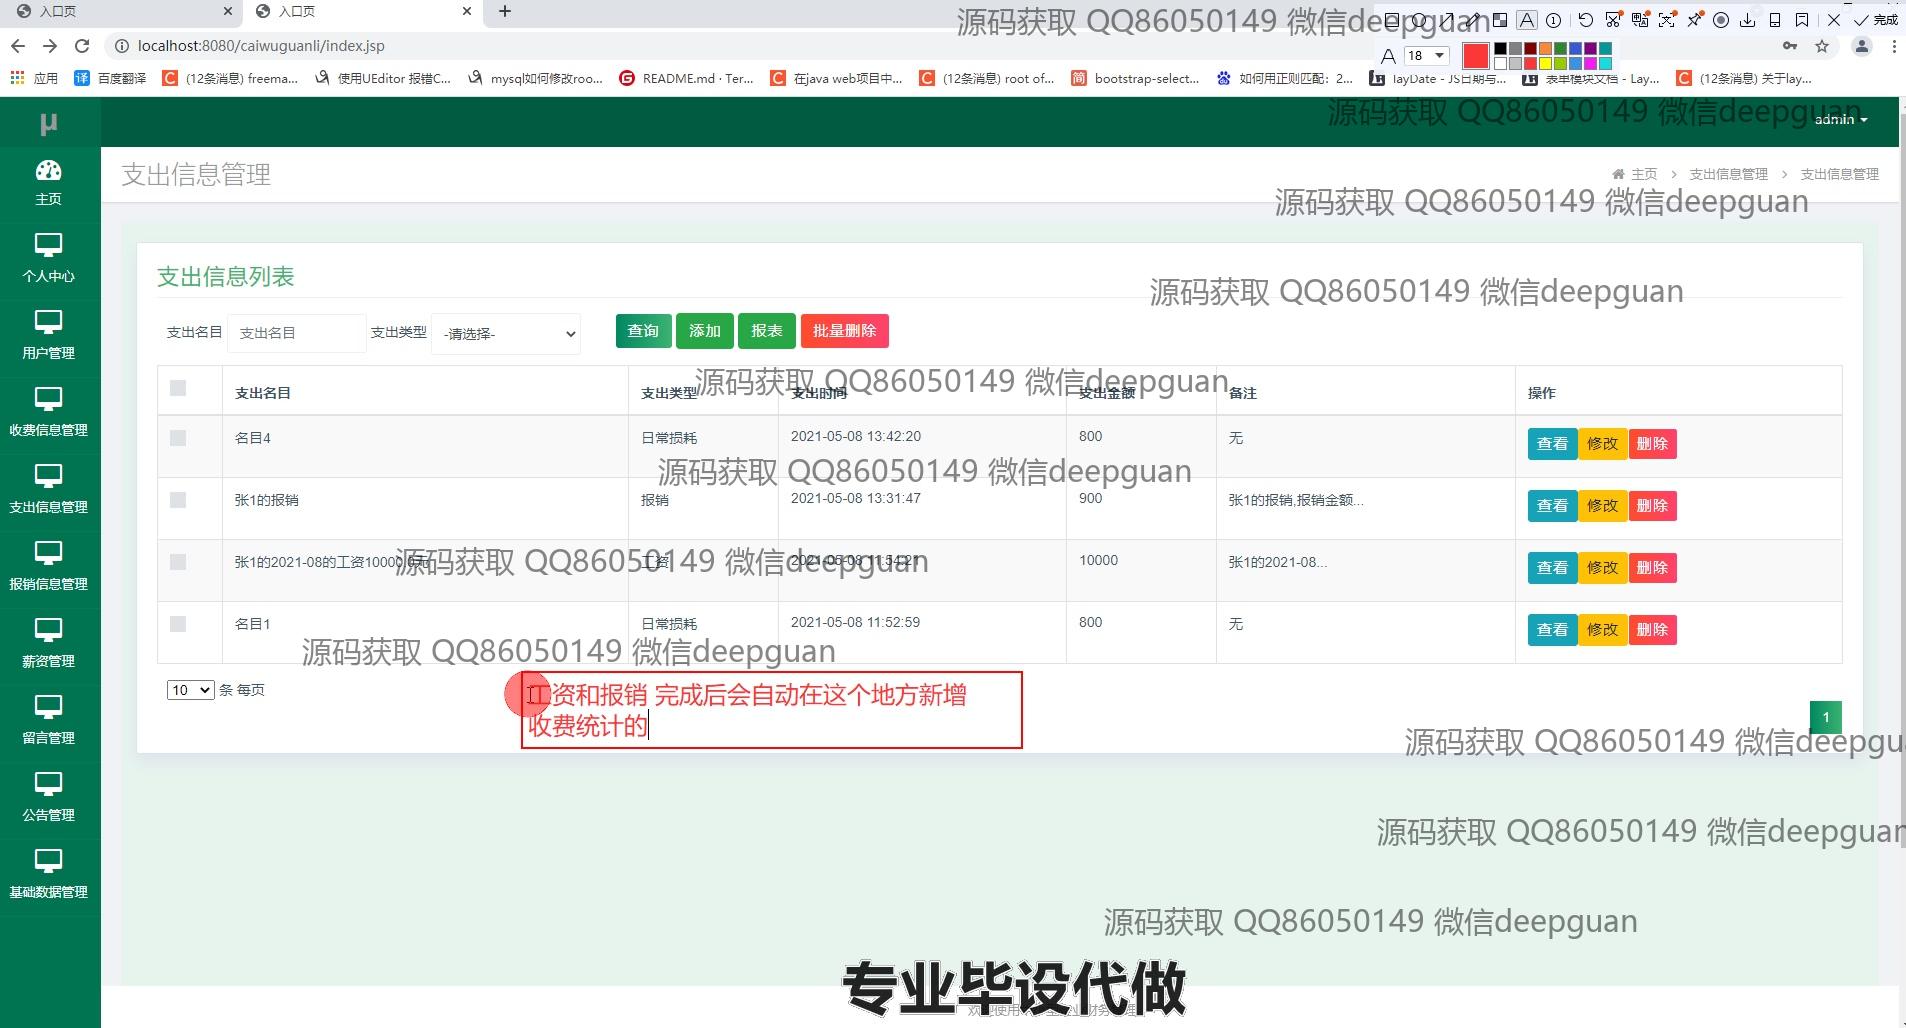 入口页
入口页
源码获取 QQ86050149 微信deepguan
完成
localhost:8080/caiwuguanli/index.jsp
A 18
应用
百度翻译
(12条消息) freema...
使用UEditor 报错C...
mysql如何修改roo...
README.md · Ter...
在java web项目中...
(12条消息) root of...
bootstrap-select...
如何用正则匹配：2...
layDate - JS日期与...
表单模块文档 - Lay...
(12条消息) 关于lay...
μ
源码获取 QQ86050149 微信deepguan
admin
支出信息管理
主页 > 支出信息管理 > 支出信息管理
源码获取 QQ86050149 微信deepguan
主页
个人中心
用户管理
收费信息管理
支出信息管理
报销信息管理
薪资管理
留言管理
公告管理
基础数据管理
支出信息列表
源码获取 QQ86050149 微信deepguan
支出名目 支出名目 支出类型 -请选择- 查询 添加 报表 批量删除
源码获取 QQ86050149 微信deepguan
支出名目 支出类型 支出时间 支出金额 备注 操作
名目4 日常损耗 2021-05-08 13:42:20 800 无 查看 修改 删除
源码获取 QQ86050149 微信deepguan
张1的报销 报销 2021-05-08 13:31:47 900 张1的报销,报销金额... 查看 修改 删除
源码获取 QQ86050149 微信deepguan
张1的2021-08的工资10000.0元 工资 2021-05-08 11:54:21 10000 张1的2021-08... 查看 修改 删除
名目1 日常损耗 2021-05-08 11:52:59 800 无 查看 修改 删除
源码获取 QQ86050149 微信deepguan
10 条 每页
工资和报销 完成后会自动在这个地方新增
收费统计的
1
源码获取 QQ86050149 微信deepgu
源码获取 QQ86050149 微信deepguan
源码获取 QQ86050149 微信deepguan
专业毕设代做